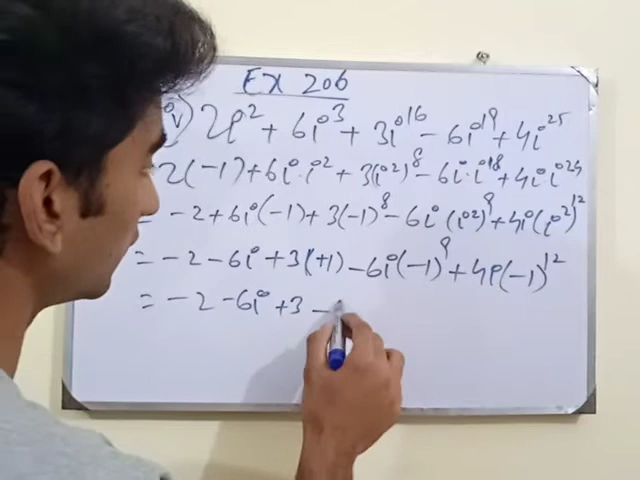 Ex 2.6
iv) 2i² + 6i³ + 3i¹⁶ - 6i¹⁹ + 4i²⁵
2(-1) + 6i·i² + 3(i²)⁸ - 6i·i¹⁸ + 4i·i²⁴
= -2 + 6i(-1) + 3(-1)⁸ - 6i(i²)⁹ + 4i(i²)¹²
= -2 - 6i + 3(+1) - 6i(-1)⁹ + 4i(-1)¹²
= -2 - 6i + 3 -